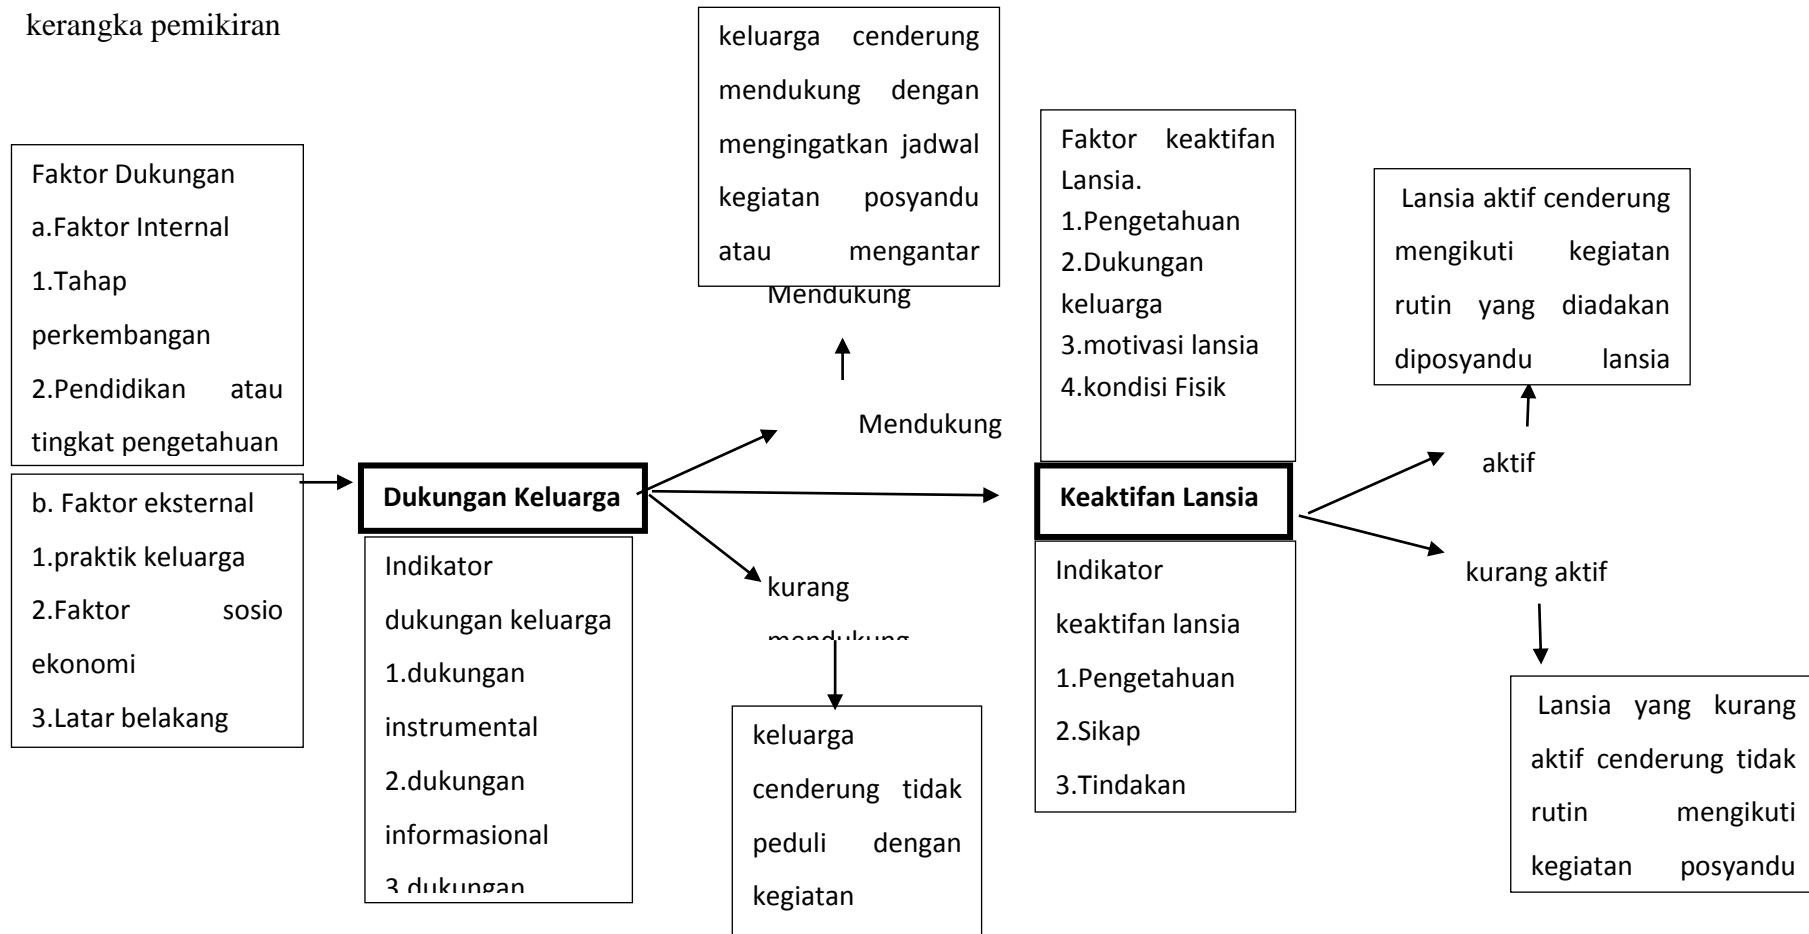 kerangka pemikiran
Faktor Dukungan
a.Faktor Internal
1.Tahap
perkembangan
2.Pendidikan atau
tingkat pengetahuan
b. Faktor eksternal
1.praktik keluarga
2.Faktor sosio
ekonomi
3.Latar belakang
Dukungan Keluarga
Indikator
dukungan keluarga
1.dukungan
instrumental
2.dukungan
informasional
3.dukungan
keluarga cenderung
mendukung dengan
mengingatkan jadwal
kegiatan posyandu
atau mengantar
Mendukung
Mendukung
kurang
mendukung
keluarga
cenderung tidak
peduli dengan
kegiatan
Faktor keaktifan
Lansia.
1.Pengetahuan
2.Dukungan
keluarga
3.motivasi lansia
4.kondisi Fisik
Keaktifan Lansia
Indikator
keaktifan lansia
1.Pengetahuan
2.Sikap
3.Tindakan
Lansia aktif cenderung
mengikuti kegiatan
rutin yang diadakan
diposyandu lansia
aktif
kurang aktif
Lansia yang kurang
aktif cenderung tidak
rutin mengikuti
kegiatan posyandu